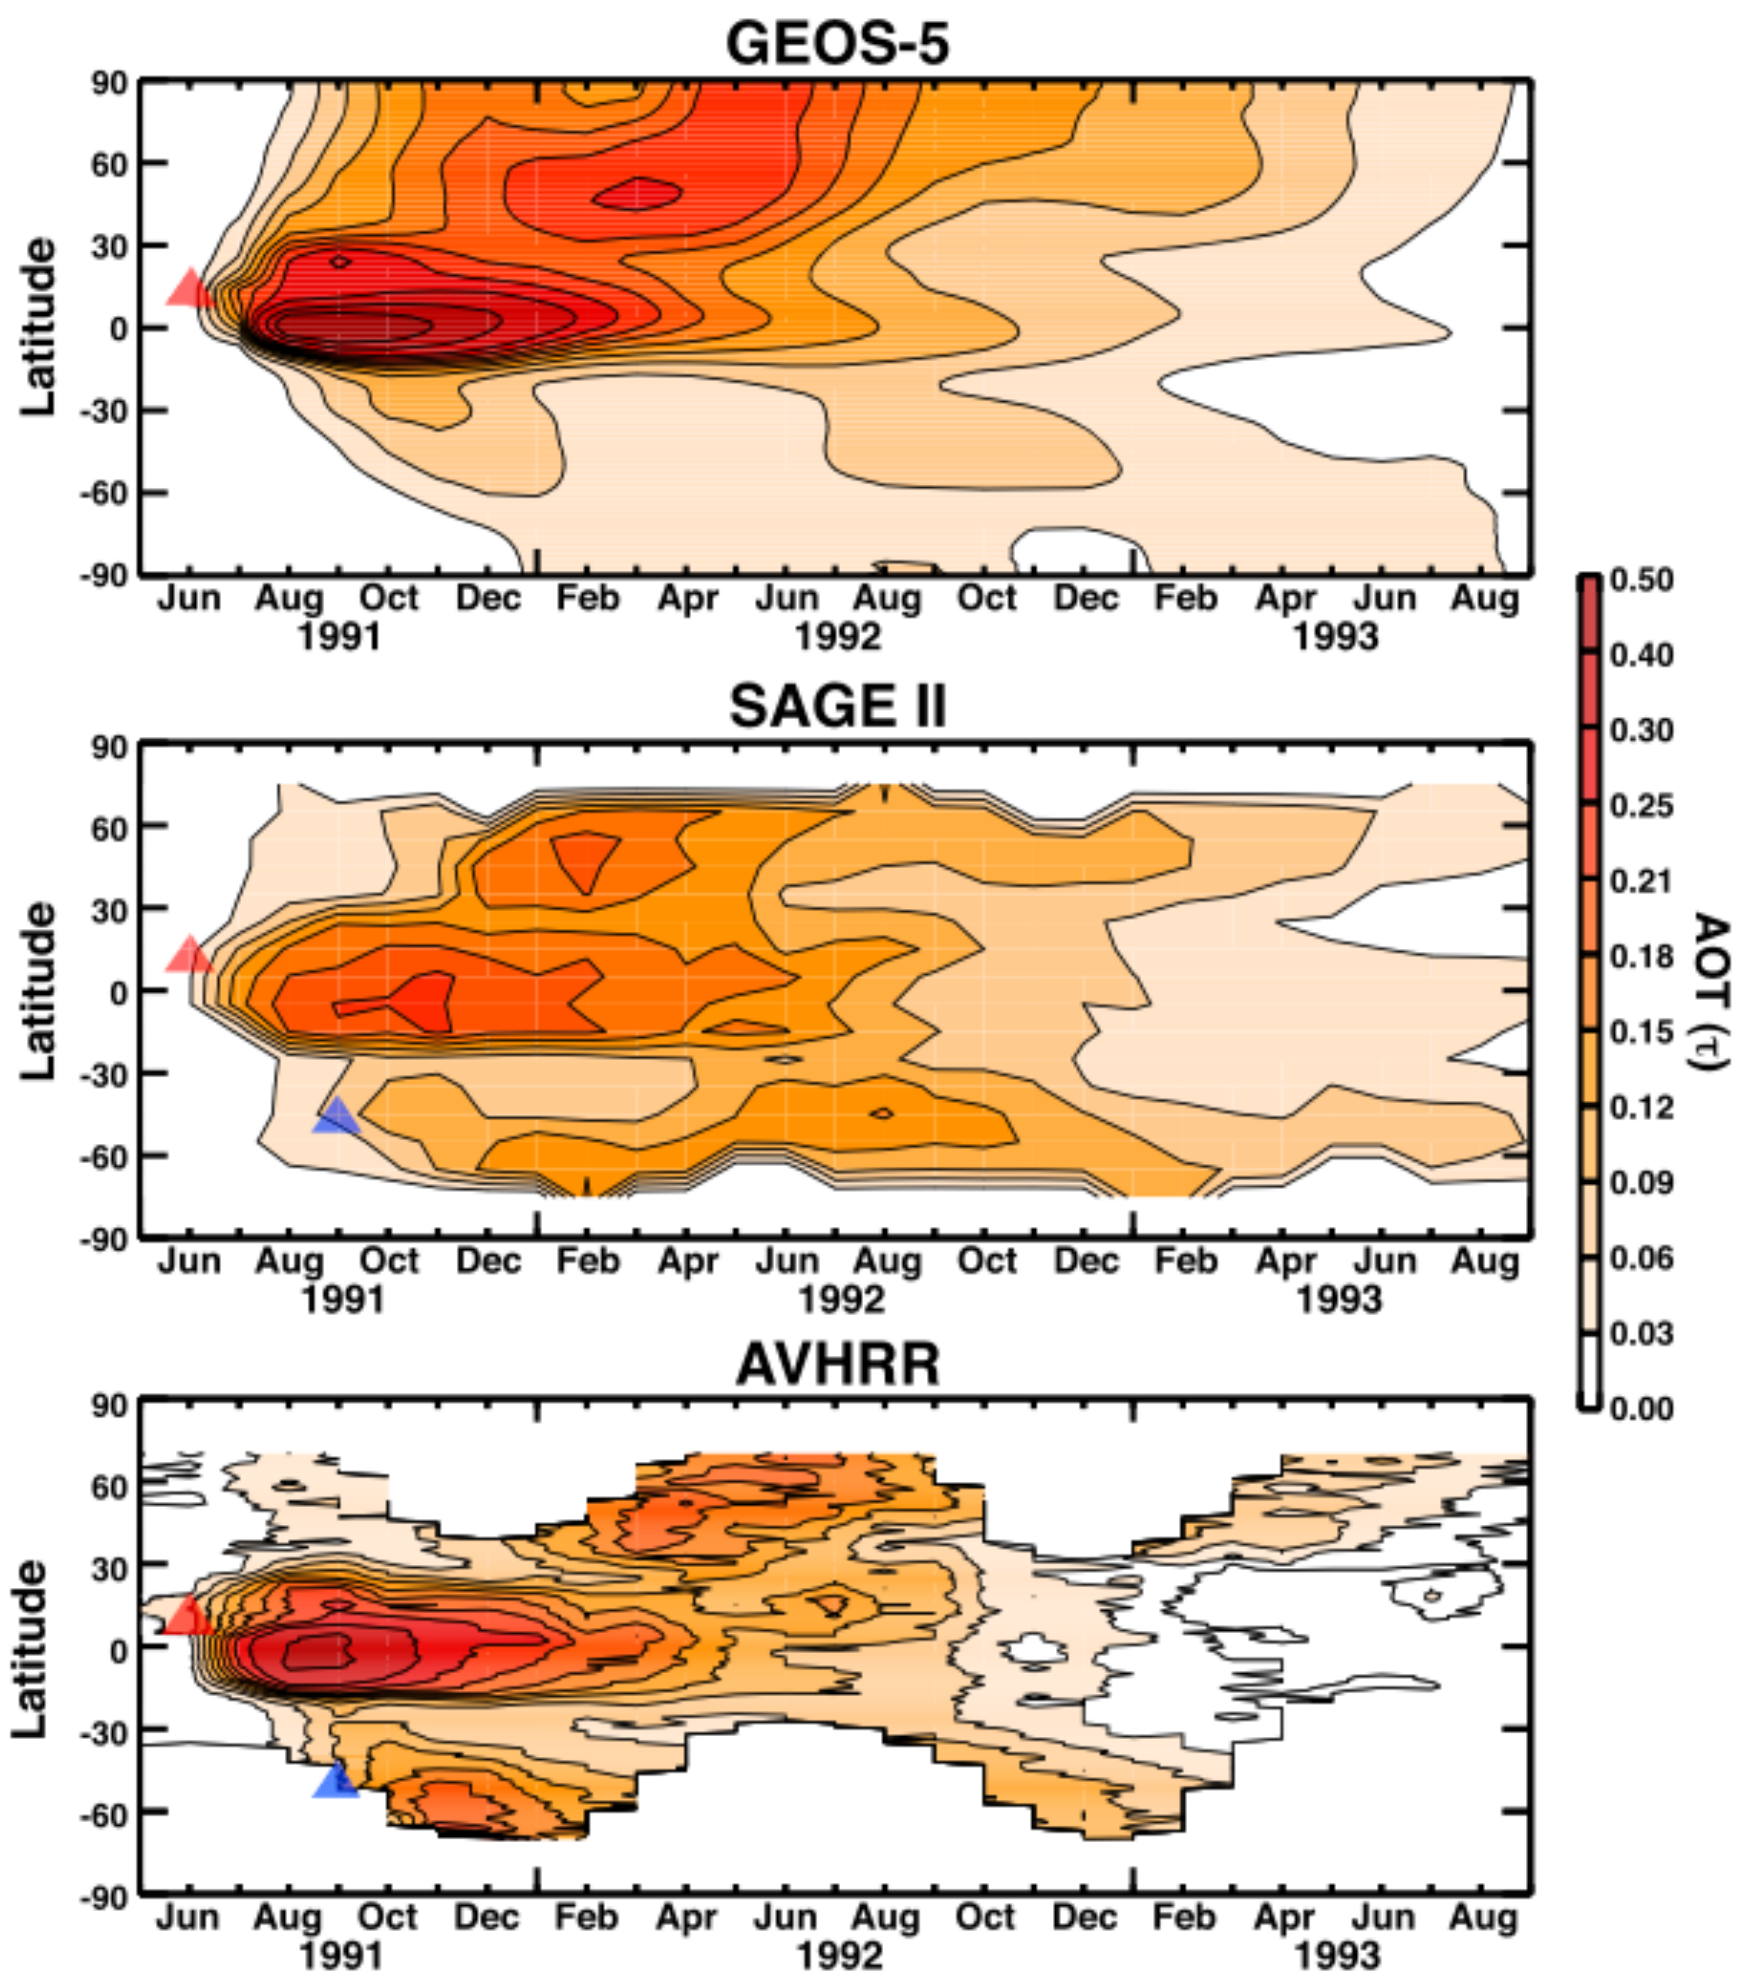 GEOS-5
90
60
30
0
-30
-60
-90
Latitude
Jun Aug Oct Dec Feb Apr Jun Aug Oct Dec Feb Apr Jun Aug
1991 1992 1993
SAGE II
90
60
30
0
-30
-60
-90
Latitude
Jun Aug Oct Dec Feb Apr Jun Aug Oct Dec Feb Apr Jun Aug
1991 1992 1993
AVHRR
90
60
30
0
-30
-60
-90
Latitude
Jun Aug Oct Dec Feb Apr Jun Aug Oct Dec Feb Apr Jun Aug
1991 1992 1993
0.50
0.40
0.30
0.25
0.21
0.18
0.15
0.12
0.09
0.06
0.03
0.00
AOT (τ)